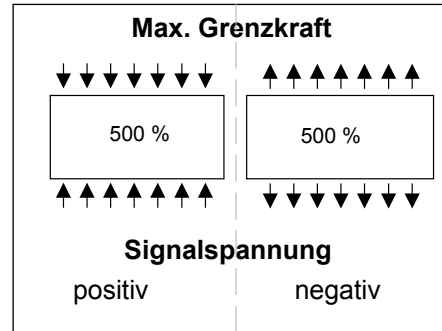 Max. Grenzkraft
500 % 500 %
Signalspannung
positiv negativ